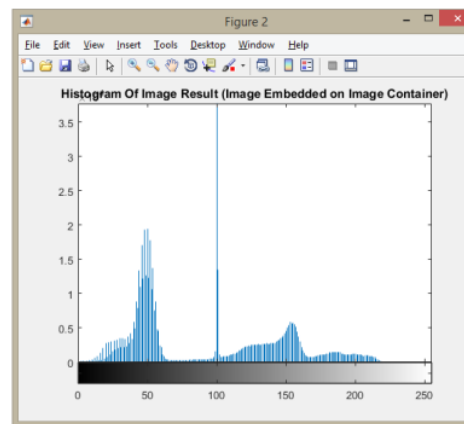 Figure 2
File Edit View Insert Tools Desktop Window Help
Histogram Of Image Result (Image Embedded on Image Container)
3.5
3
2.5
2
1.5
1
0.5
0
0 50 100 150 200 250